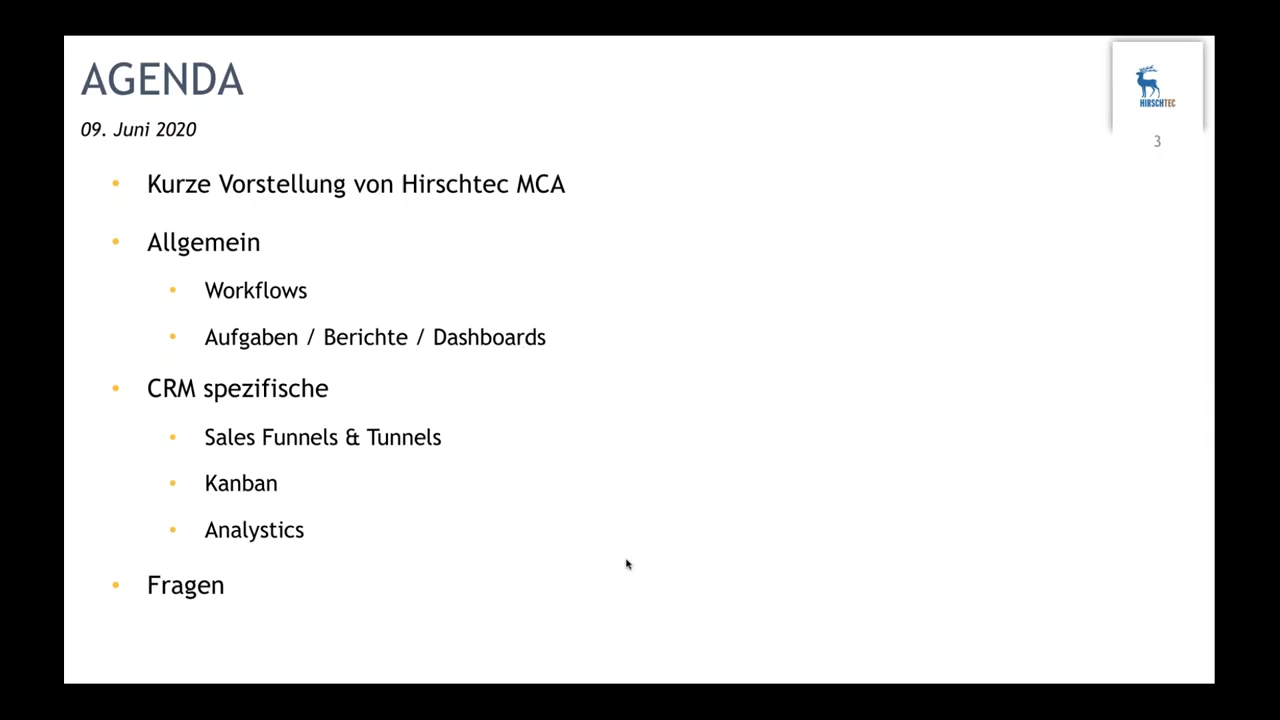 AGENDA
09. Juni 2020
HIRSCHTEC
3
• Kurze Vorstellung von Hirschtec MCA
• Allgemein
• Workflows
• Aufgaben / Berichte / Dashboards
• CRM spezifische
• Sales Funnels & Tunnels
• Kanban
• Analystics
• Fragen